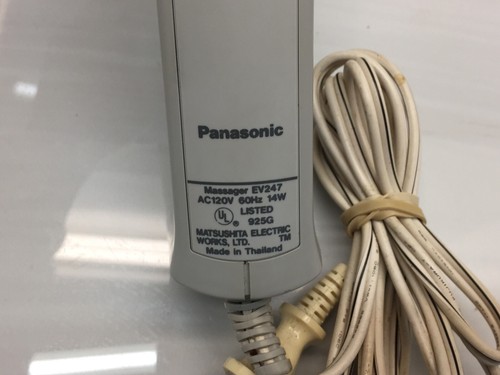 Panasonic
Massager EV247
AC120V 60Hz 14W
UL LISTED
925G
MATSUSHITA ELECTRIC
WORKS, LTD. TM
Made in Thailand